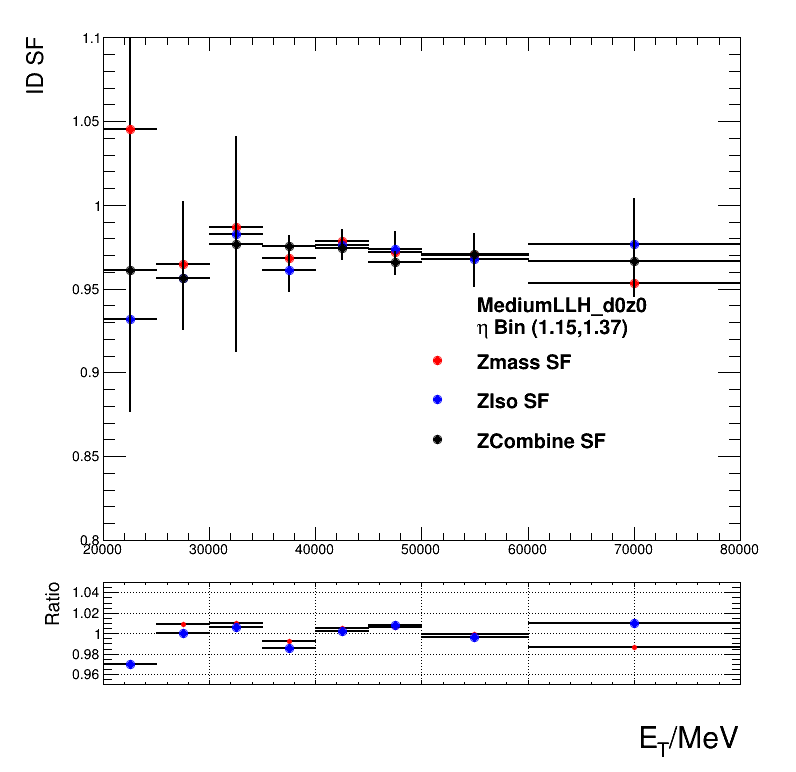 ID SF
1.1
1.05
1
0.95
0.9
0.85
0.8
MediumLLH_d0z0
η Bin (1.15,1.37)
Zmass SF
ZIso SF
ZCombine SF
20000 30000 40000 50000 60000 70000 80000
Ratio
1.04
1.02
1
0.98
0.96
E_T/MeV